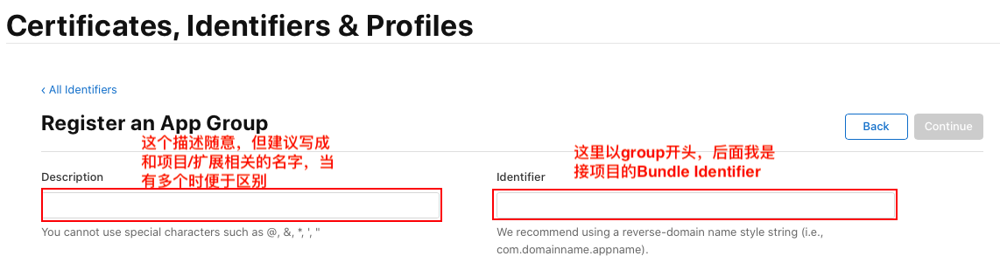 Certificates, Identifiers & Profiles
‹ All Identifiers
Register an App Group
Back
Continue
这个描述随意，但建议写成
和项目/扩展相关的名字，当
有多个时便于区别
这里以group开头，后面我是
接项目的Bundle Identifier
Description
Identifier
You cannot use special characters such as @, &, *, ', "
We recommend using a reverse-domain name style string (i.e.,
com.domainname.appname).